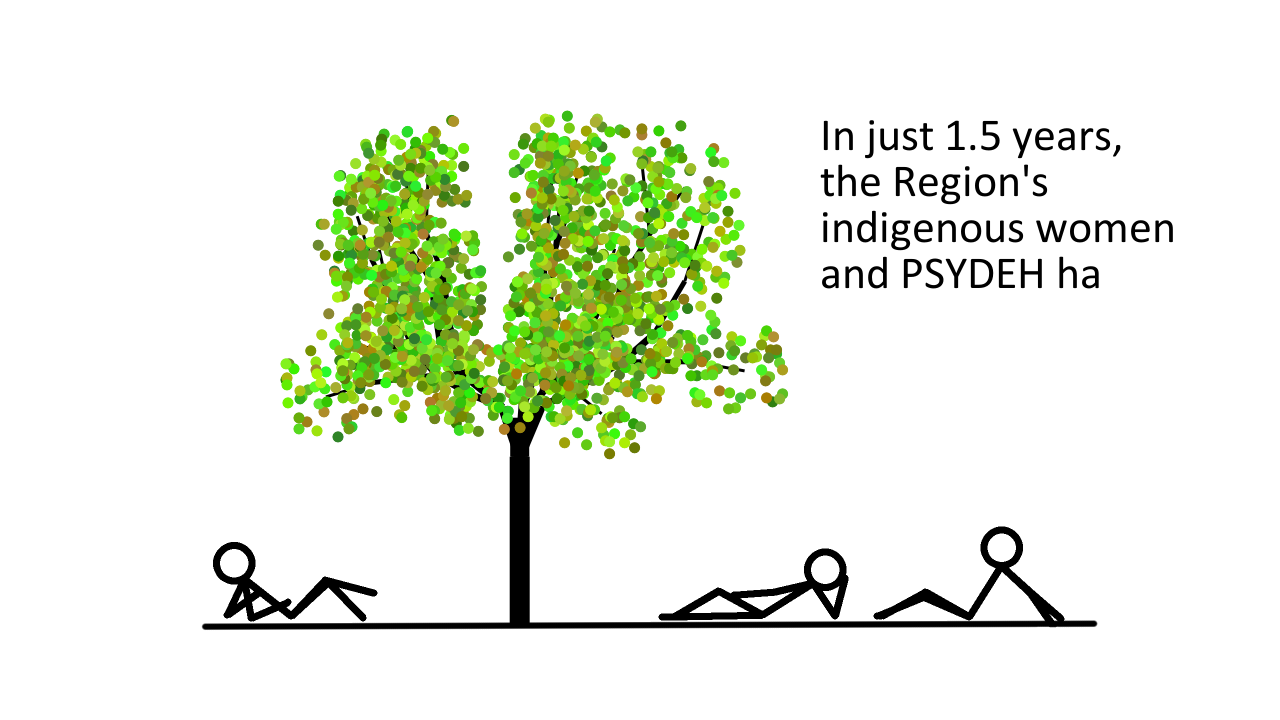 In just 1.5 years,
the Region's
indigenous women
and PSYDEH ha